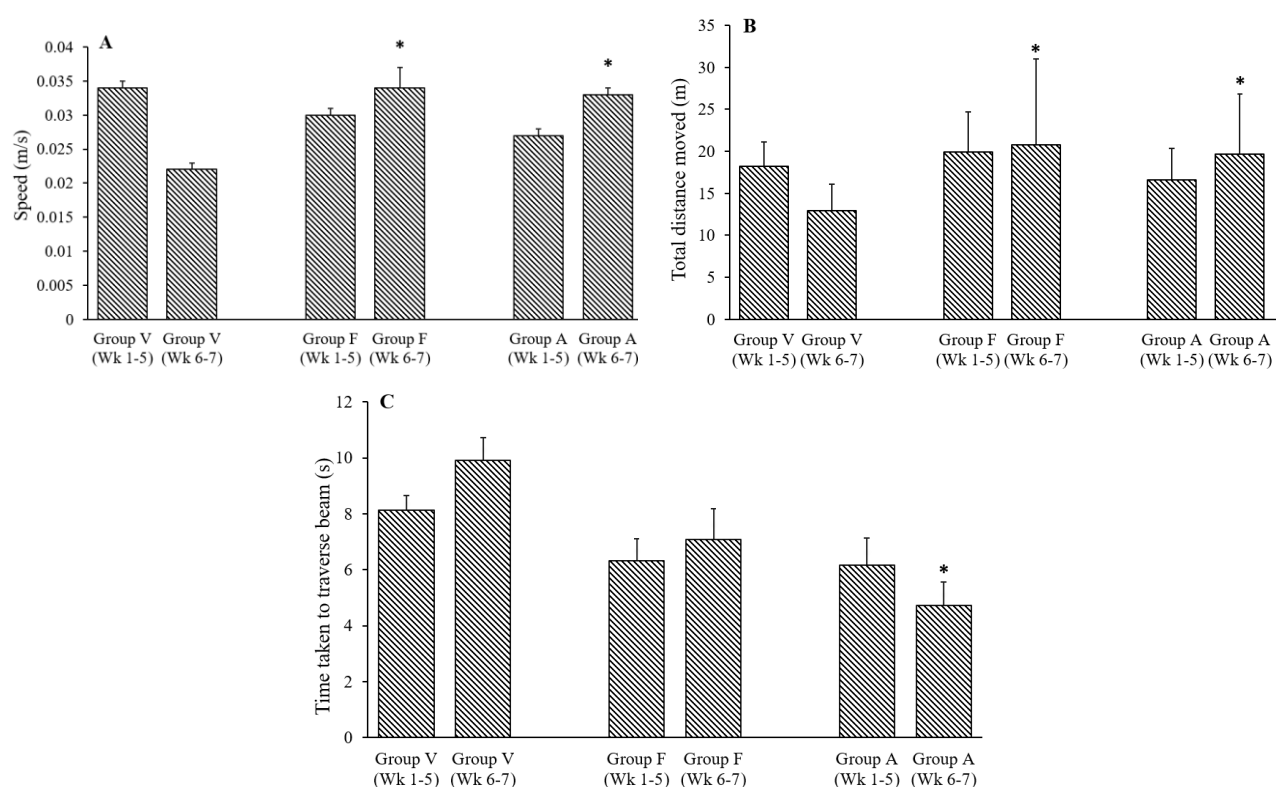 A
*
*
0.04
0.035
0.03
0.025
0.02
0.015
0.01
0.005
0
Speed (m/s)
Group V Group V Group F Group F Group A Group A
(Wk 1-5) (Wk 6-7) (Wk 1-5) (Wk 6-7) (Wk 1-5) (Wk 6-7)
B
*
*
35
30
25
20
15
10
5
0
Total distance moved (m)
Group V Group V Group F Group F Group A Group A
(Wk 1-5) (Wk 6-7) (Wk 1-5) (Wk 6-7) (Wk 1-5) (Wk 6-7)
C
*
12
10
8
6
4
2
0
Time taken to traverse beam (s)
Group V Group V Group F Group F Group A Group A
(Wk 1-5) (Wk 6-7) (Wk 1-5) (Wk 6-7) (Wk 1-5) (Wk 6-7)